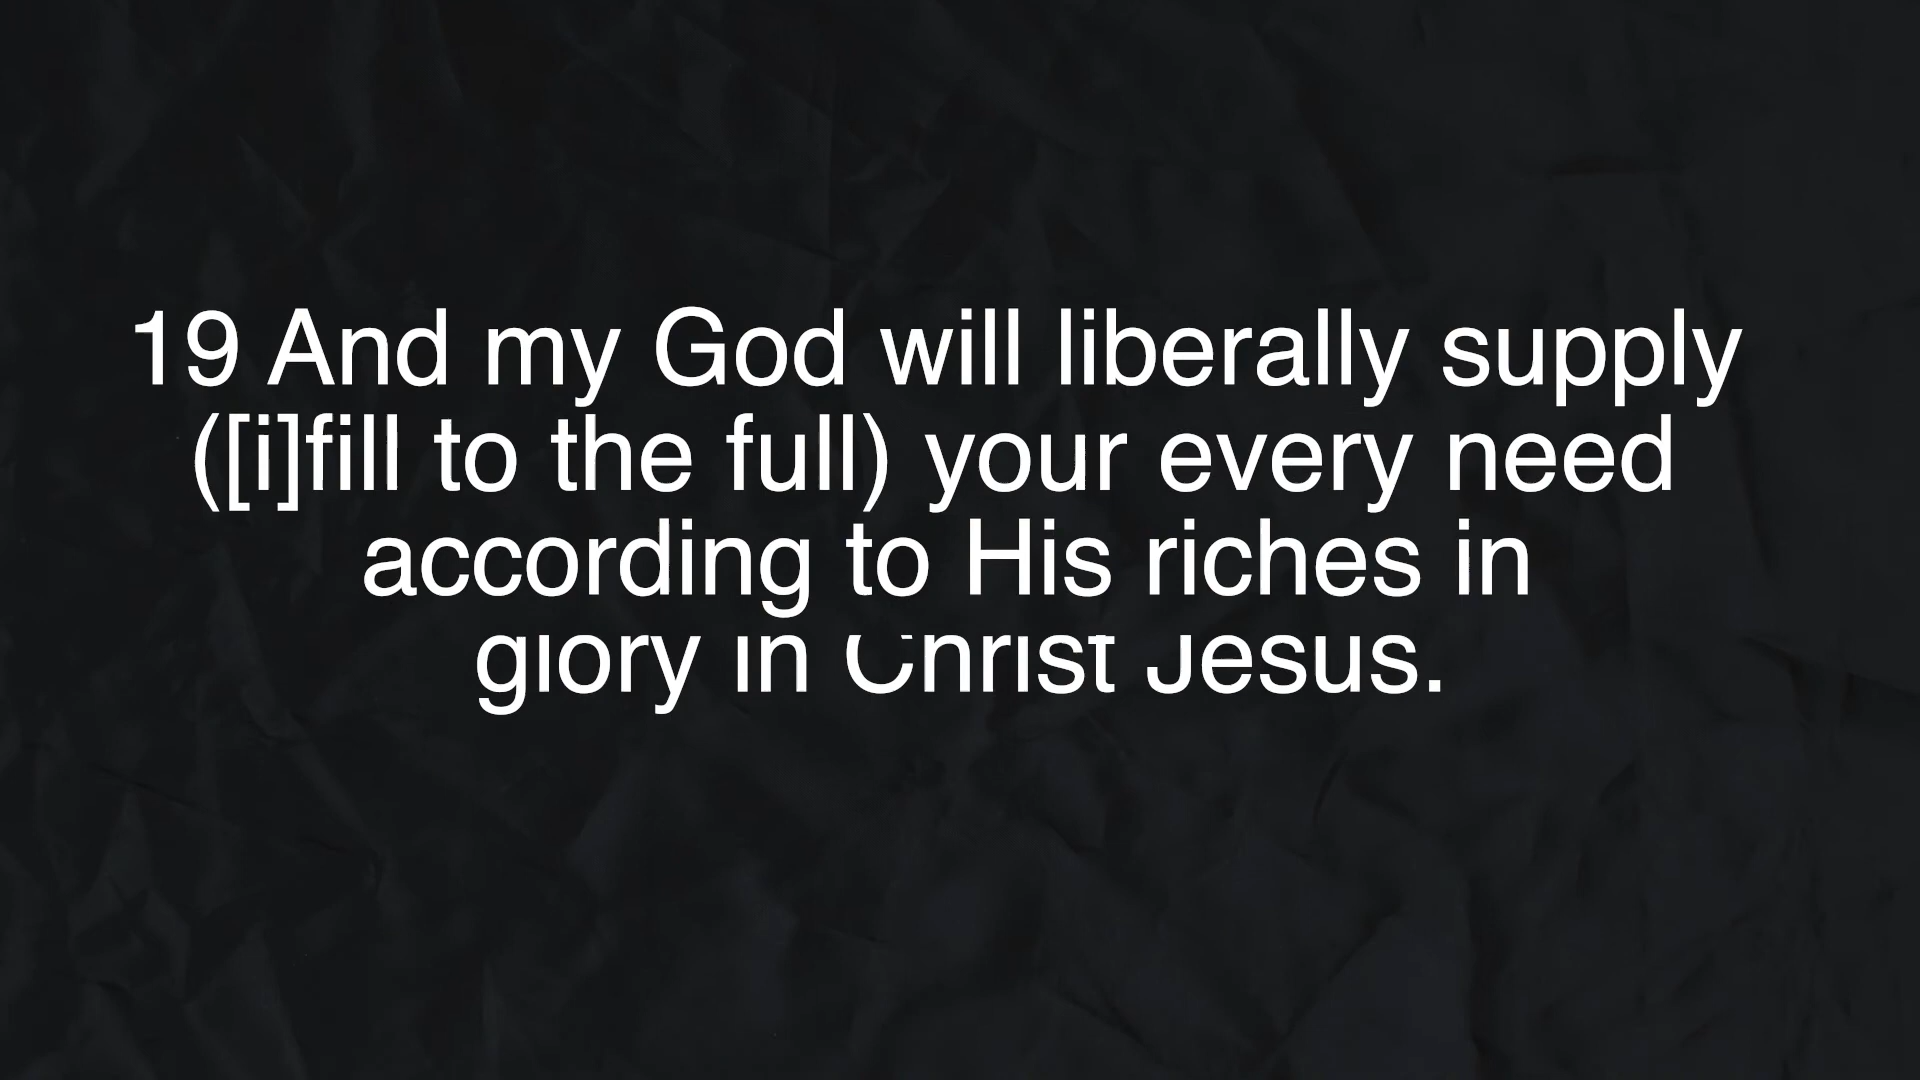 19 And my God will liberally supply
([i]fill to the full) your every need
according to His riches in
glory in Christ Jesus.